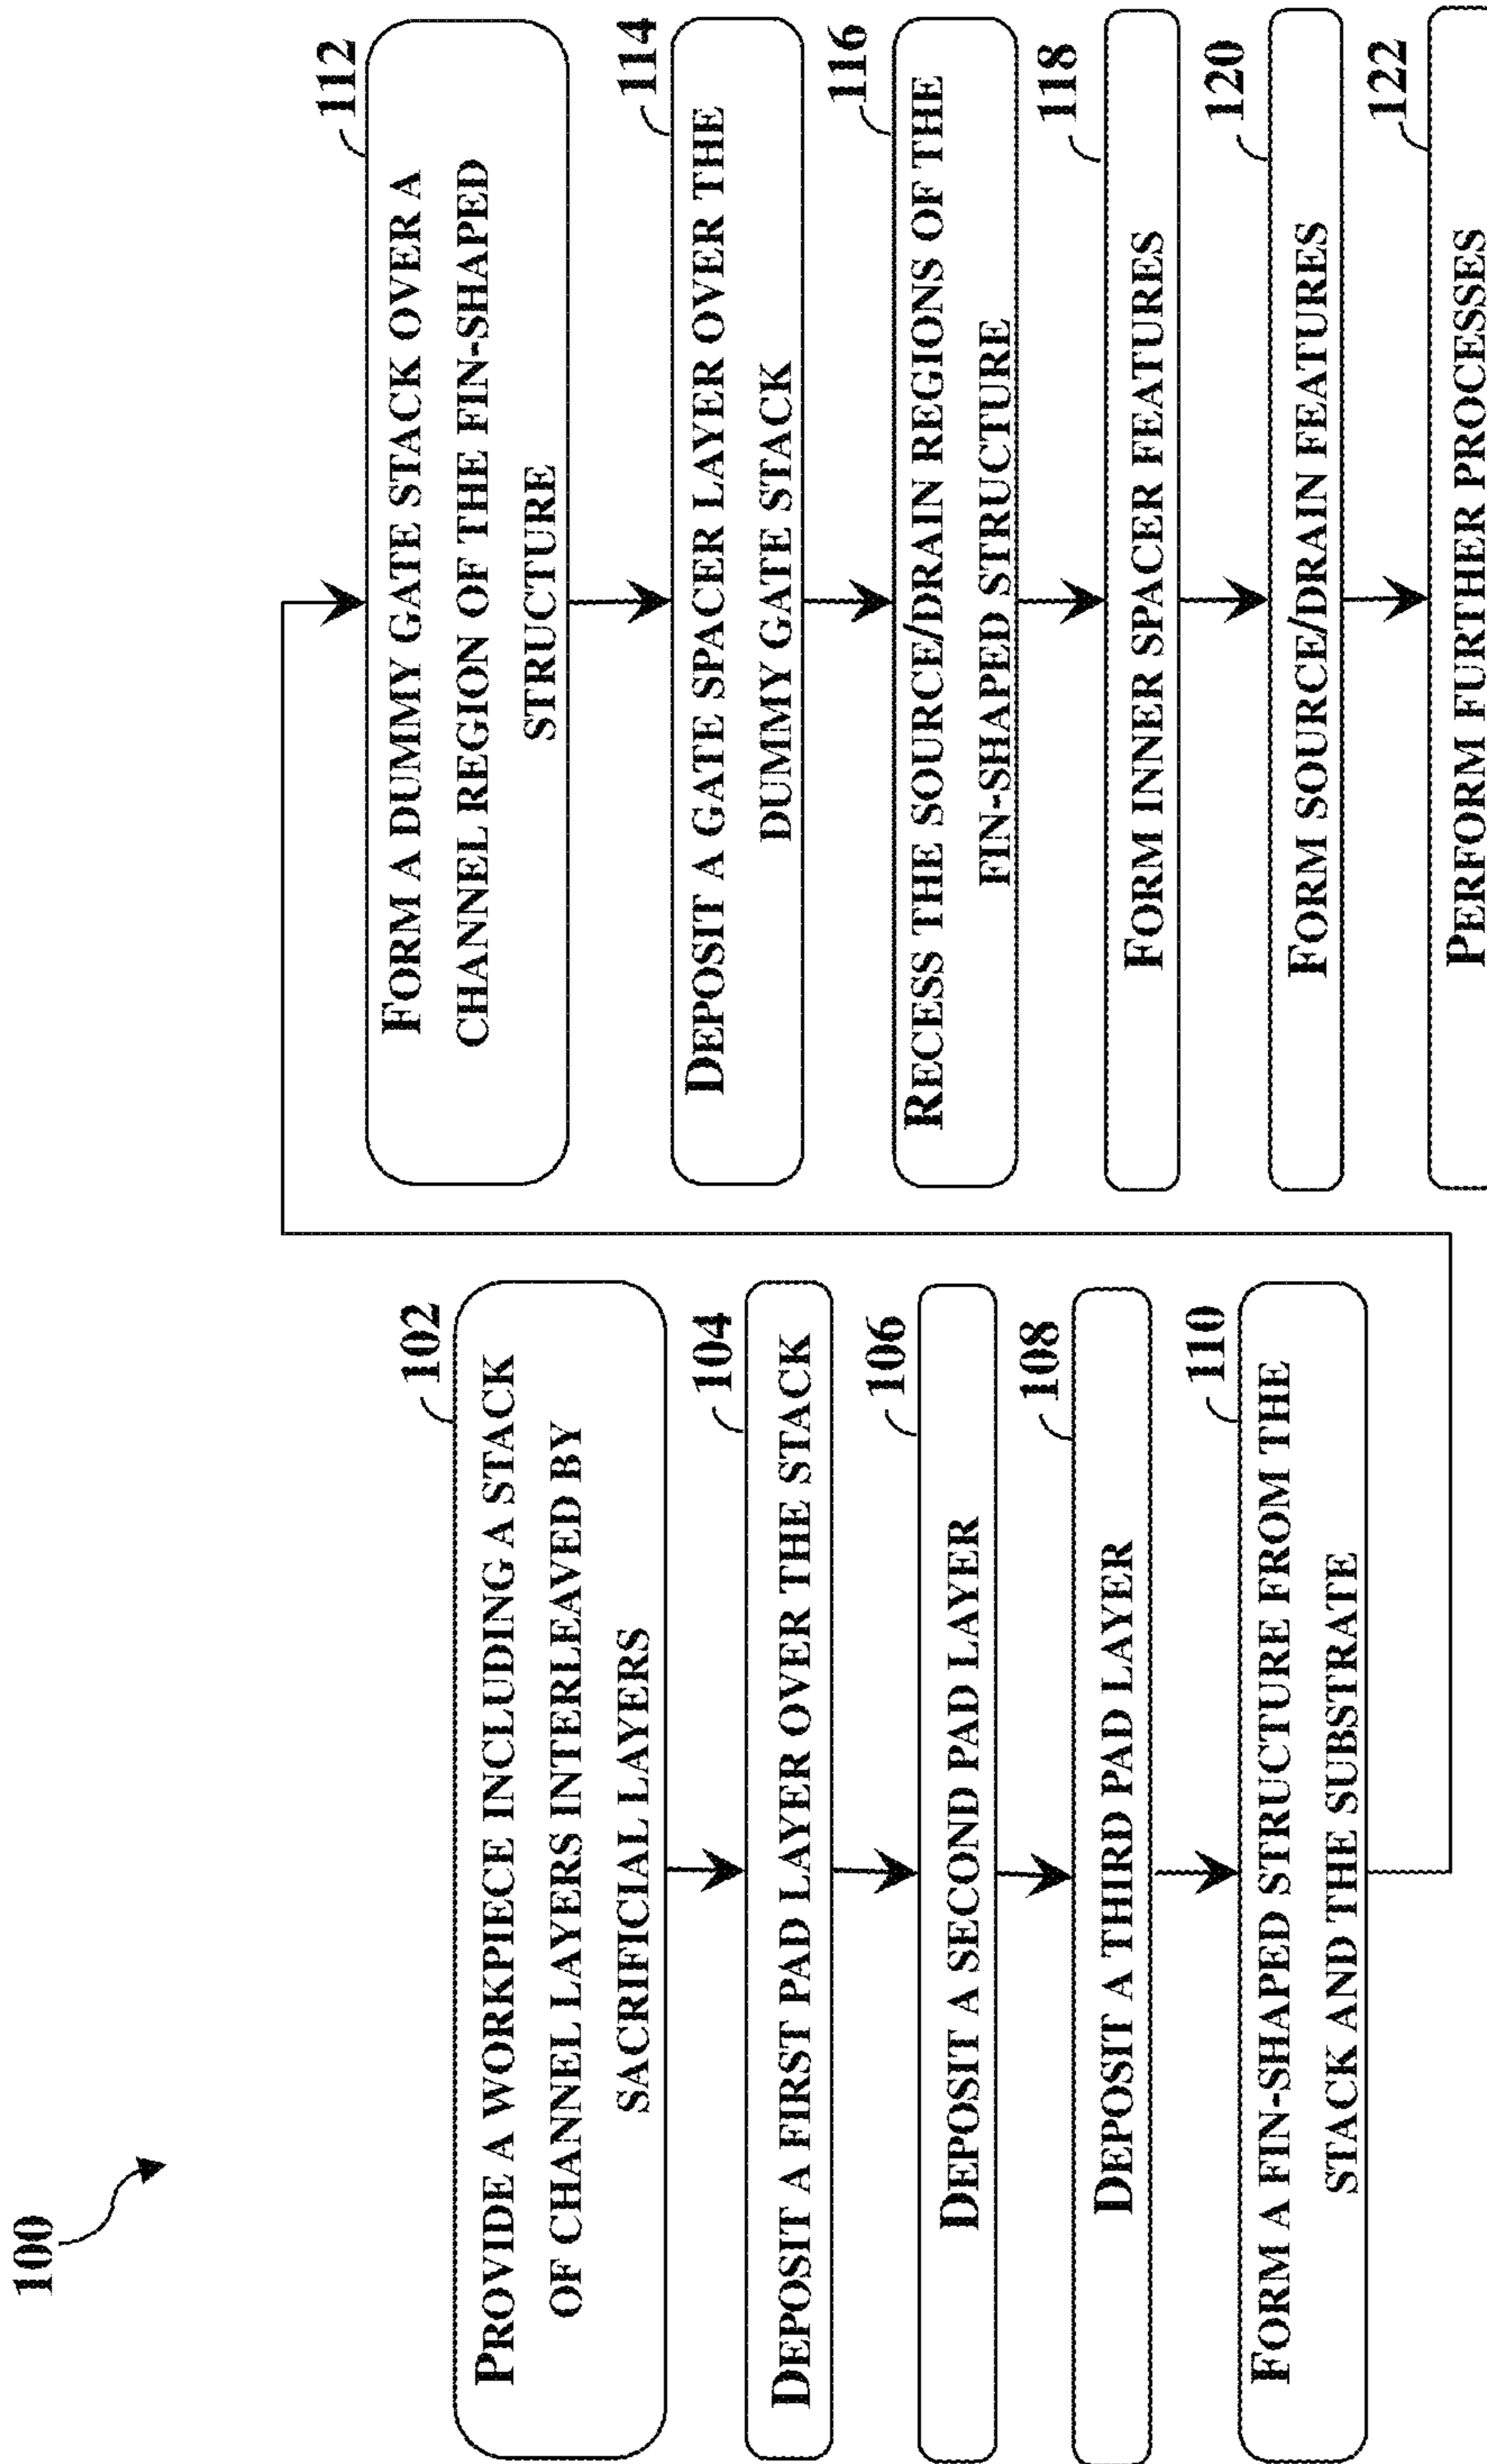 100
102
PROVIDE A WORKPIECE INCLUDING A STACK
OF CHANNEL LAYERS INTERLEAVED BY
SACRIFICIAL LAYERS
104
DEPOSIT A FIRST PAD LAYER OVER THE STACK
106
DEPOSIT A SECOND PAD LAYER
108
DEPOSIT A THIRD PAD LAYER
110
FORM A FIN-SHAPED STRUCTURE FROM THE
STACK AND THE SUBSTRATE
112
FORM A DUMMY GATE STACK OVER A
CHANNEL REGION OF THE FIN-SHAPED
STRUCTURE
114
DEPOSIT A GATE SPACER LAYER OVER THE
DUMMY GATE STACK
116
RECESS THE SOURCE/DRAIN REGIONS OF THE
FIN-SHAPED STRUCTURE
118
FORM INNER SPACER FEATURES
120
FORM SOURCE/DRAIN FEATURES
122
PERFORM FURTHER PROCESSES